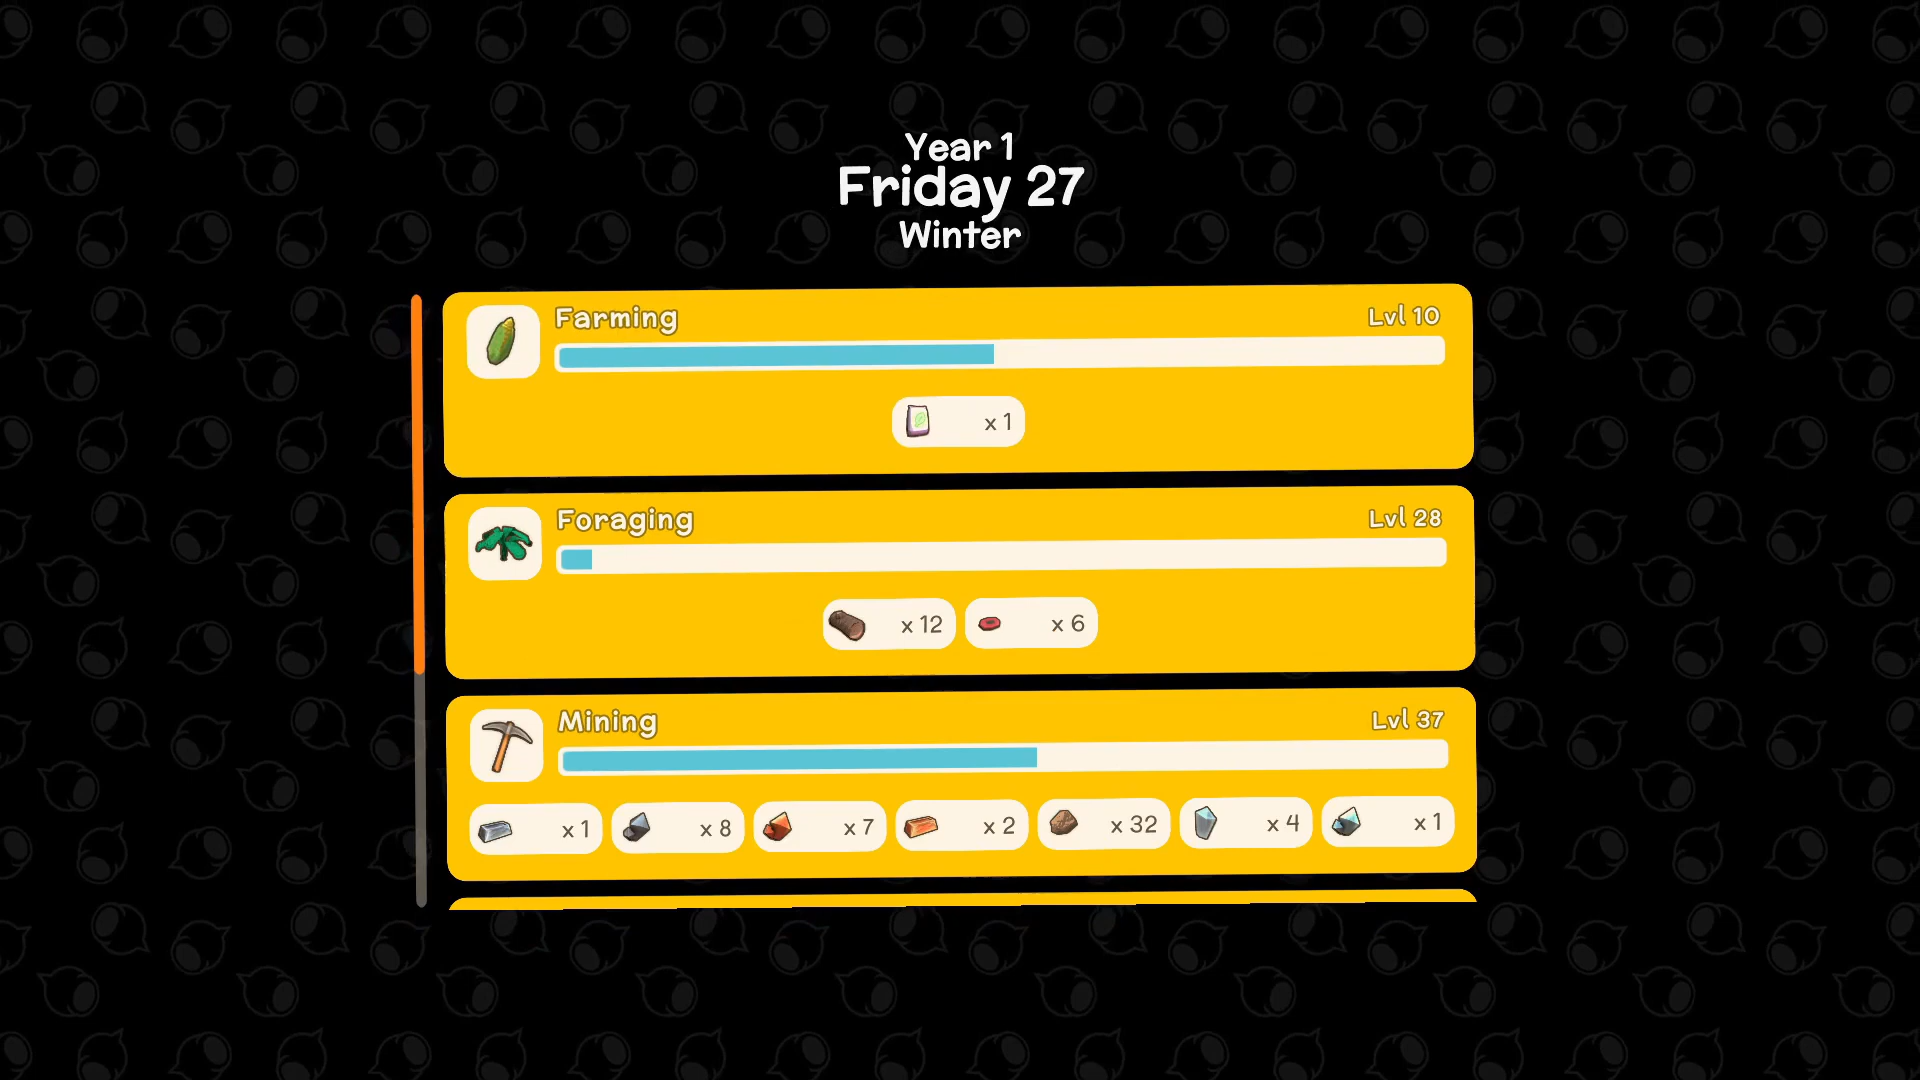 Year 1
Friday 27
Winter
Farming
Lvl 10
x 1
Foraging
Lvl 28
x 12
x 6
Mining
Lvl 37
x 1
x 8
x 7
x 2
x 32
x 4
x 1